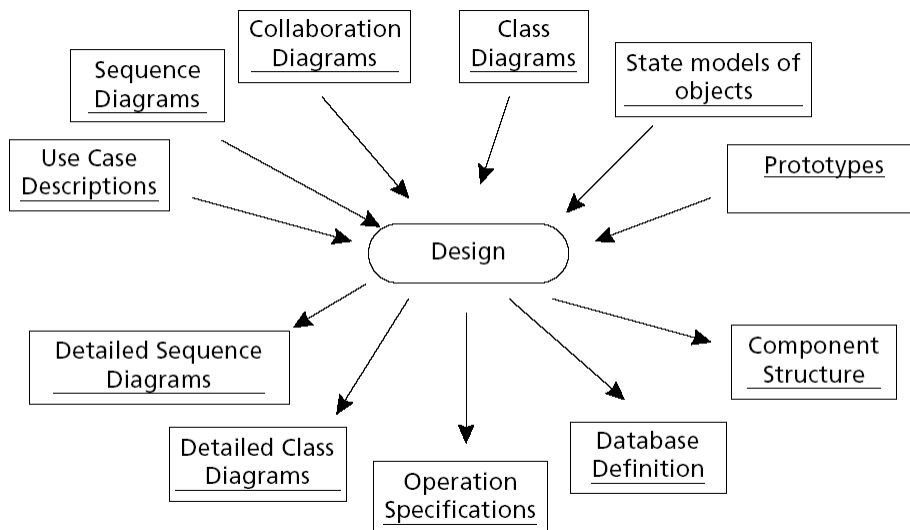 Collaboration
Diagrams
Class
Diagrams
State models of
objects
Sequence
Diagrams
Use Case
Descriptions
Prototypes
Design
Detailed Sequence
Diagrams
Component
Structure
Detailed Class
Diagrams
Operation
Specifications
Database
Definition